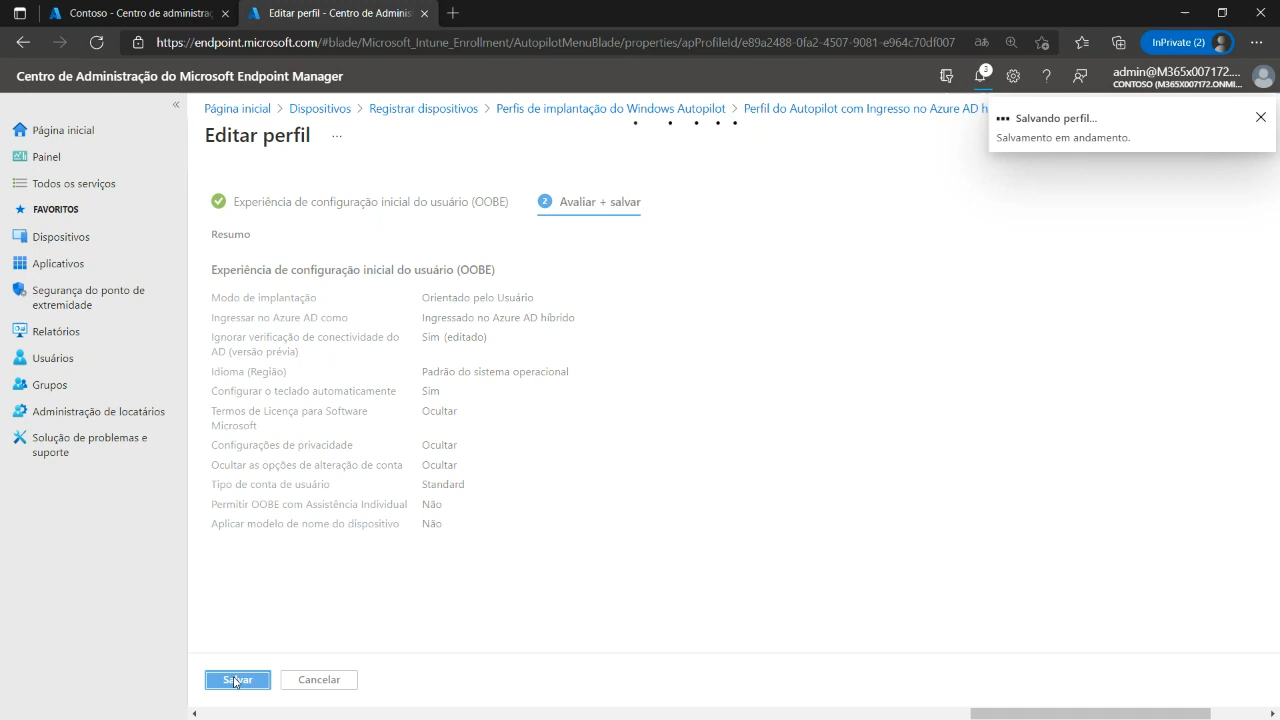 Contoso - Centro de administraç
Editar perfil - Centro de Adminis
https://endpoint.microsoft.com/#blade/Microsoft_Intune_Enrollment/AutopilotMenuBlade/properties/apProfileId/e89a2488-0fa2-4507-9081-e964c70df007
InPrivate (2)
Centro de Administração do Microsoft Endpoint Manager
3
admin@M365x007172....
CONTOSO (M365X007172.ONMI...
Página inicial > Dispositivos > Registrar dispositivos > Perfis de implantação do Windows Autopilot > Perfil do Autopilot com Ingresso no Azure AD h
Editar perfil ...
Salvando perfil...
Salvamento em andamento.
Página inicial
Painel
Todos os serviços
FAVORITOS
Dispositivos
Aplicativos
Segurança do ponto de
extremidade
Relatórios
Usuários
Grupos
Administração de locatários
Solução de problemas e
suporte
Experiência de configuração inicial do usuário (OOBE)
2 Avaliar + salvar
Resumo
Experiência de configuração inicial do usuário (OOBE)
Modo de implantação Orientado pelo Usuário
Ingressar no Azure AD como Ingressado no Azure AD híbrido
Ignorar verificação de conectividade do Sim (editado)
AD (versão prévia)
Idioma (Região) Padrão do sistema operacional
Configurar o teclado automaticamente Sim
Termos de Licença para Software Ocultar
Microsoft
Configurações de privacidade Ocultar
Ocultar as opções de alteração de conta Ocultar
Tipo de conta de usuário Standard
Permitir OOBE com Assistência Individual Não
Aplicar modelo de nome do dispositivo Não
Salvar
Cancelar